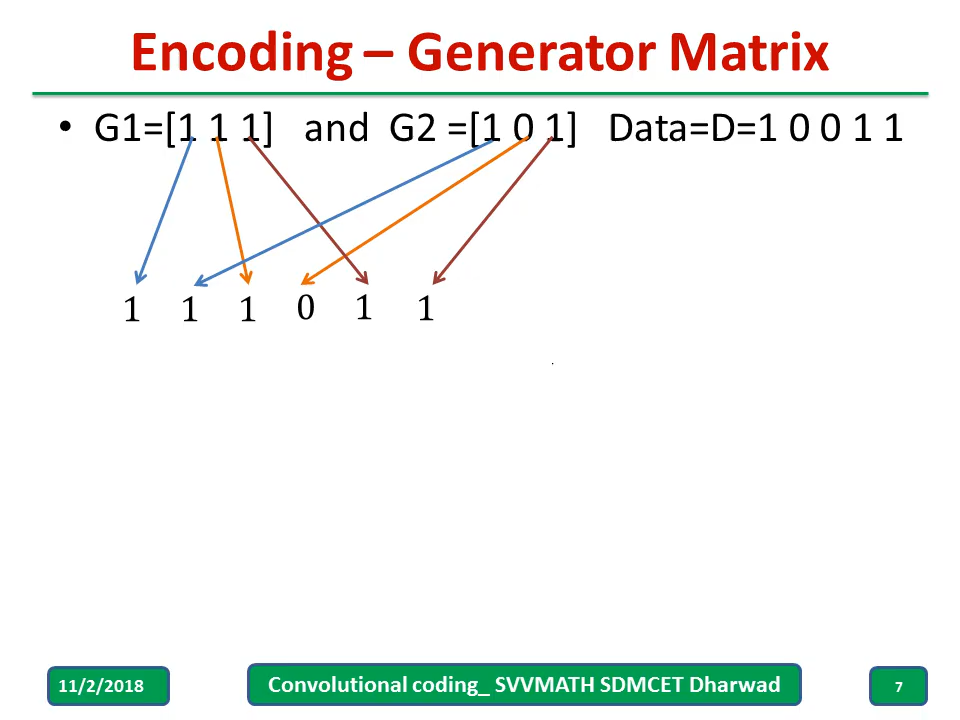 Encoding – Generator Matrix
• G1=[1 1 1] and G2 =[1 0 1] Data=D=1 0 0 1 1
1 1 1 0 1 1
11/2/2018 Convolutional coding_ SVVMATH SDMCET Dharwad 7